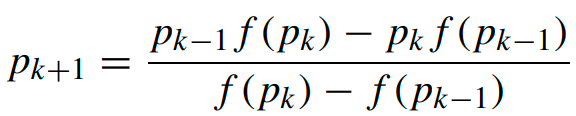 p_{k+1} = \frac{p_{k-1} f(p_k) - p_k f(p_{k-1})}{f(p_k) - f(p_{k-1})}